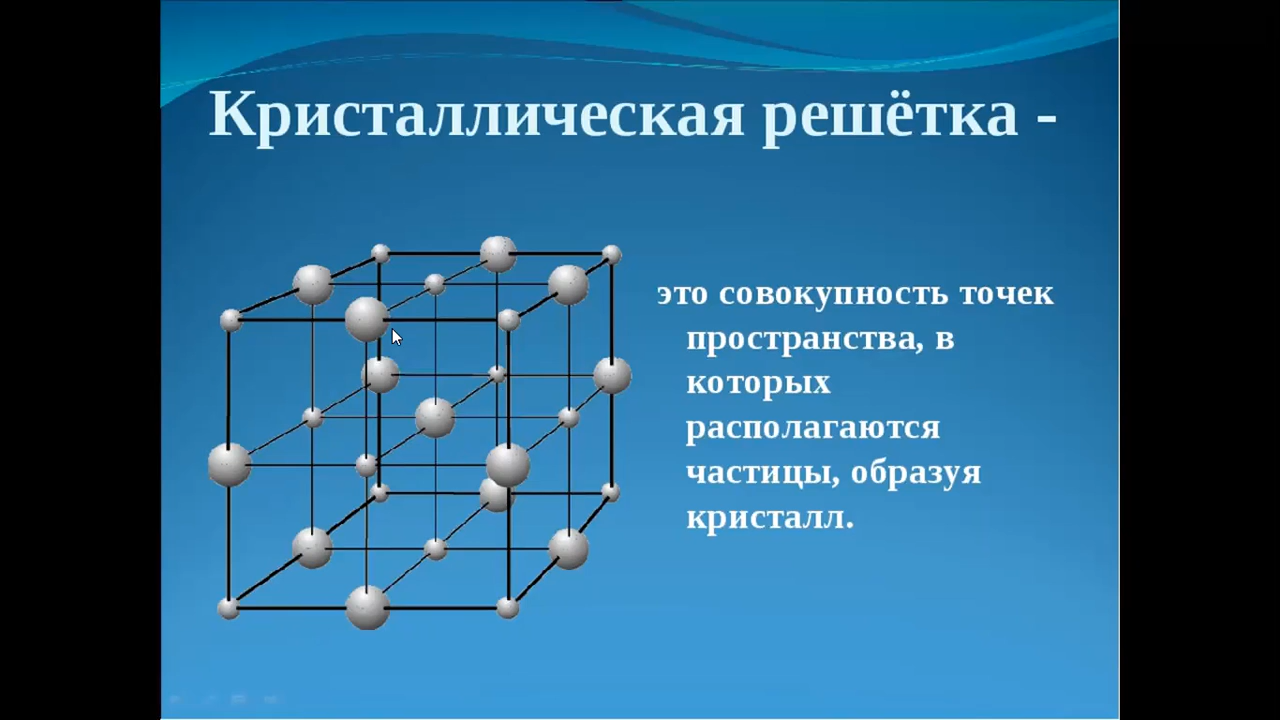 Кристаллическая решётка -
это совокупность точек
пространства, в
которых
располагаются
частицы, образуя
кристалл.